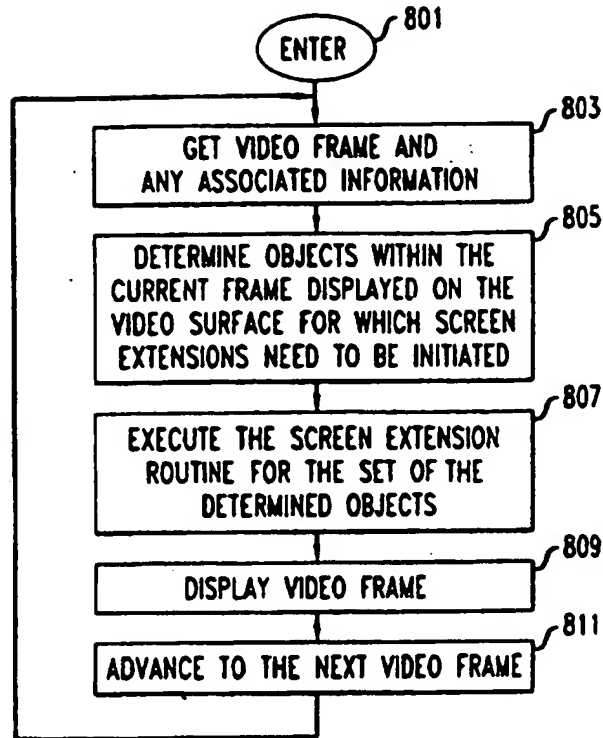 801
ENTER
803
GET VIDEO FRAME AND
ANY ASSOCIATED INFORMATION
805
DETERMINE OBJECTS WITHIN THE
CURRENT FRAME DISPLAYED ON THE
VIDEO SURFACE FOR WHICH SCREEN
EXTENSIONS NEED TO BE INITIATED
807
EXECUTE THE SCREEN EXTENSION
ROUTINE FOR THE SET OF THE
DETERMINED OBJECTS
809
DISPLAY VIDEO FRAME
811
ADVANCE TO THE NEXT VIDEO FRAME